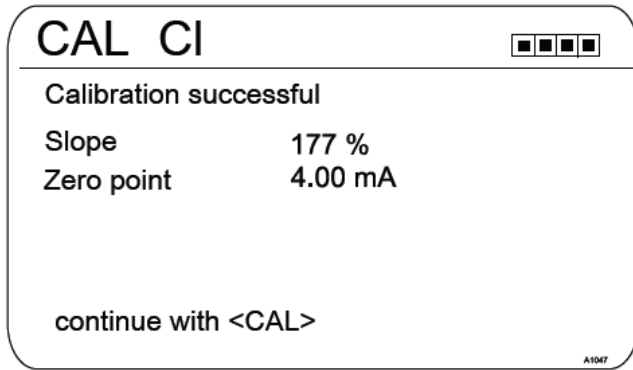 CAL Cl
Calibration successful
Slope 177 %
Zero point 4.00 mA
continue with <CAL>
A1047